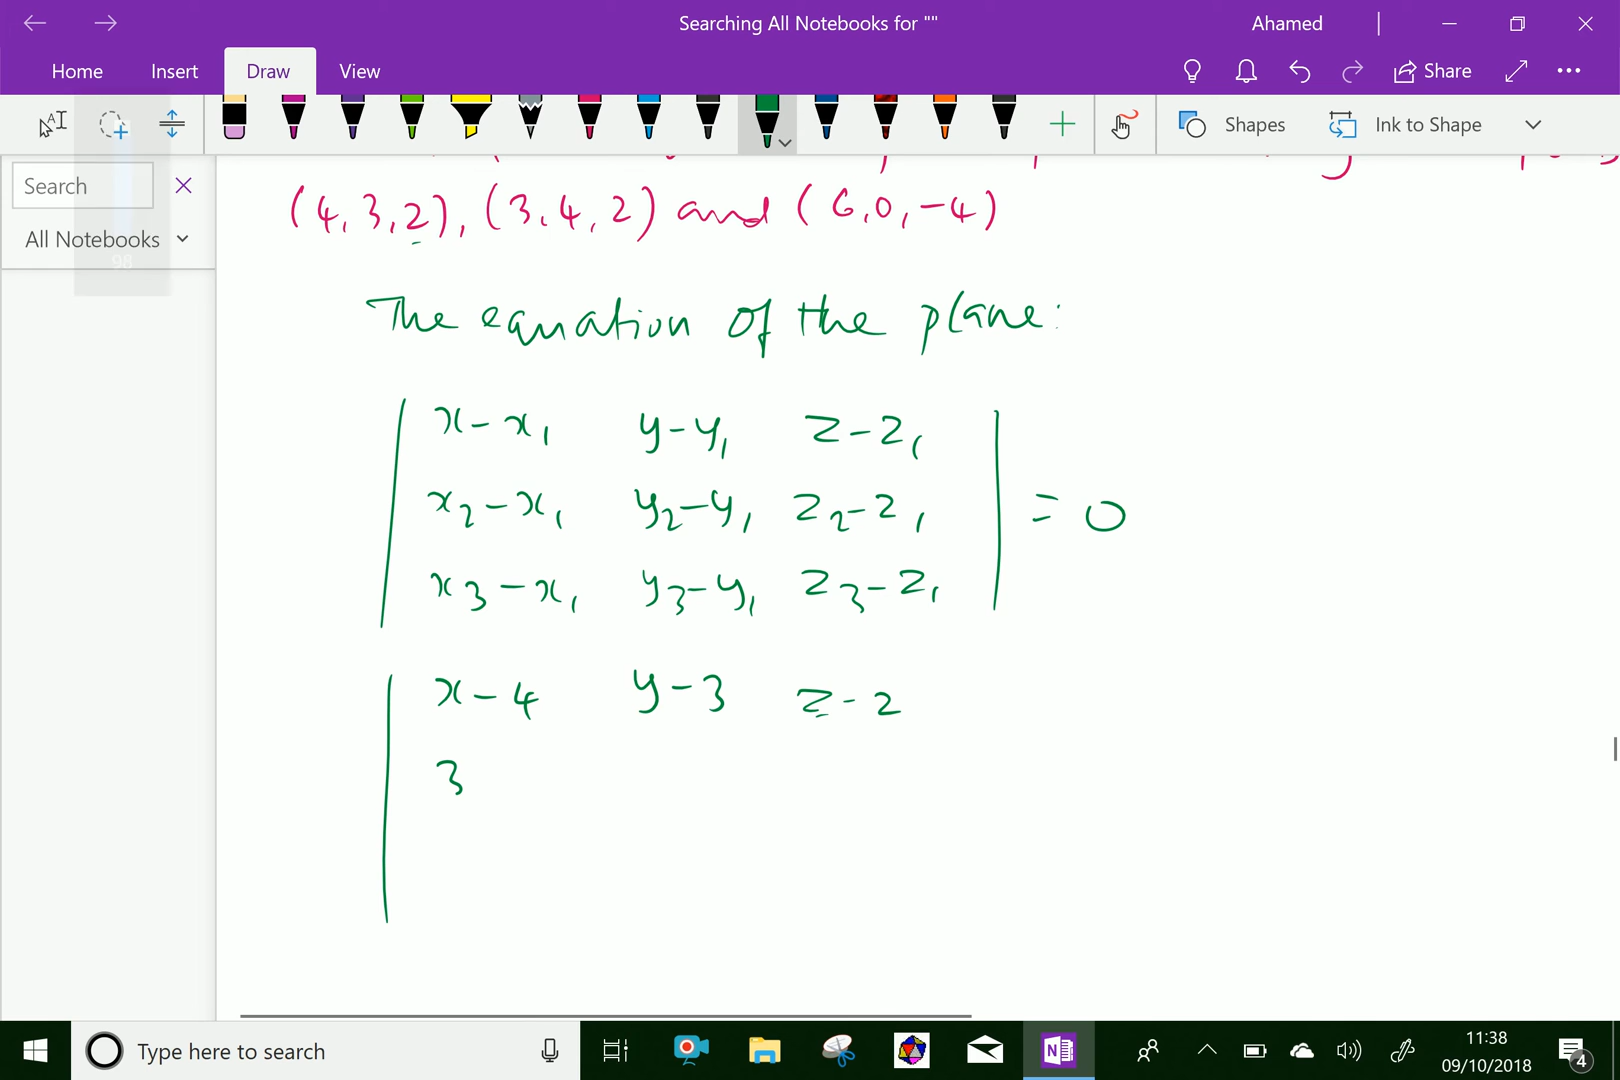 Searching All Notebooks for ""
Ahamed
Home Insert Draw View
Share
Shapes Ink to Shape
Search
All Notebooks
98
(4,3,2), (3,4,2) and (6,0,-4)
The equation of the plane:
x-x₁ y-y₁ z-z₁
x₂-x₁ y₂-y₁ z₂-z₁ = 0
x₃-x₁ y₃-y₁ z₃-z₁
x-4 y-3 z-2
3
Type here to search
11:38
09/10/2018
4